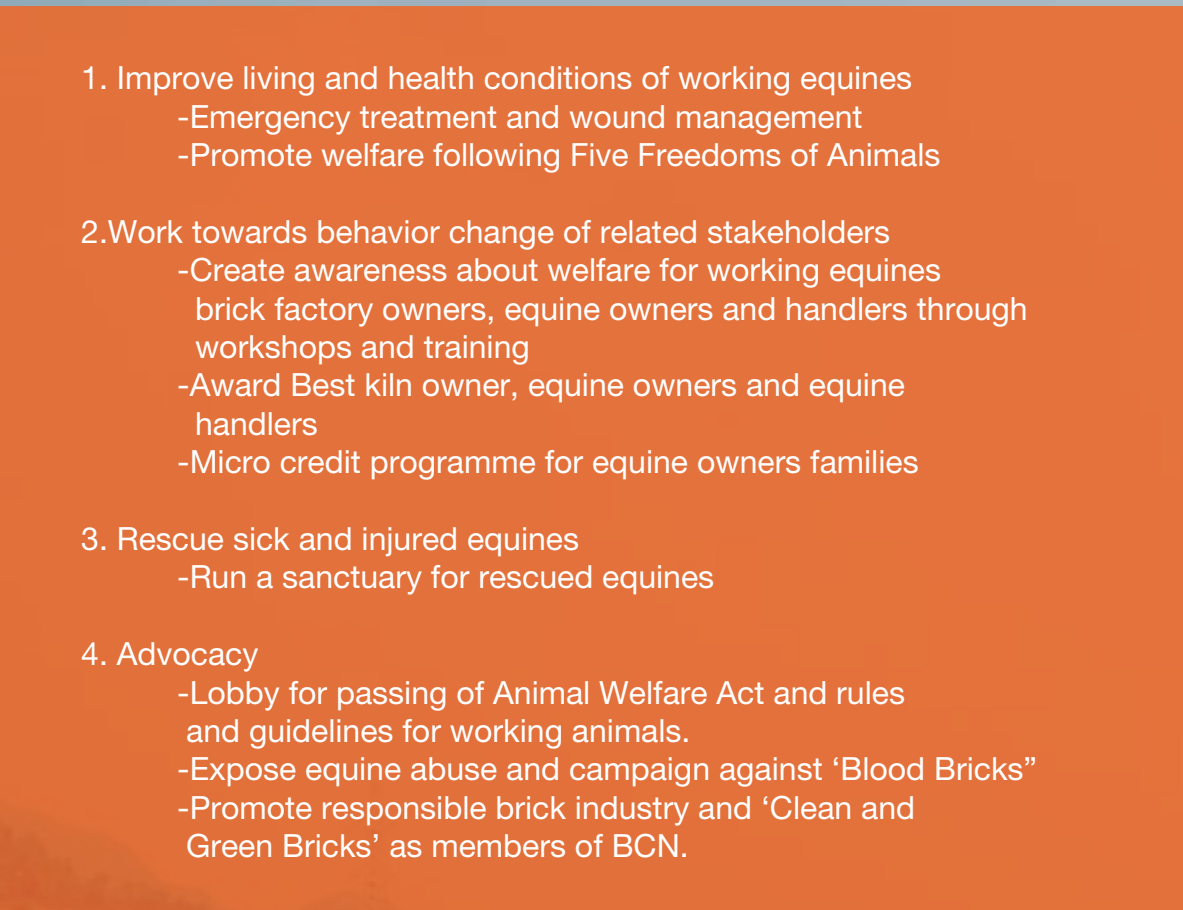 1. Improve living and health conditions of working equines
-Emergency treatment and wound management
-Promote welfare following Five Freedoms of Animals
2.Work towards behavior change of related stakeholders
-Create awareness about welfare for working equines
brick factory owners, equine owners and handlers through
workshops and training
-Award Best kiln owner, equine owners and equine
handlers
-Micro credit programme for equine owners families
3. Rescue sick and injured equines
-Run a sanctuary for rescued equines
4. Advocacy
-Lobby for passing of Animal Welfare Act and rules
and guidelines for working animals.
-Expose equine abuse and campaign against ‘Blood Bricks”
-Promote responsible brick industry and ‘Clean and
Green Bricks’ as members of BCN.